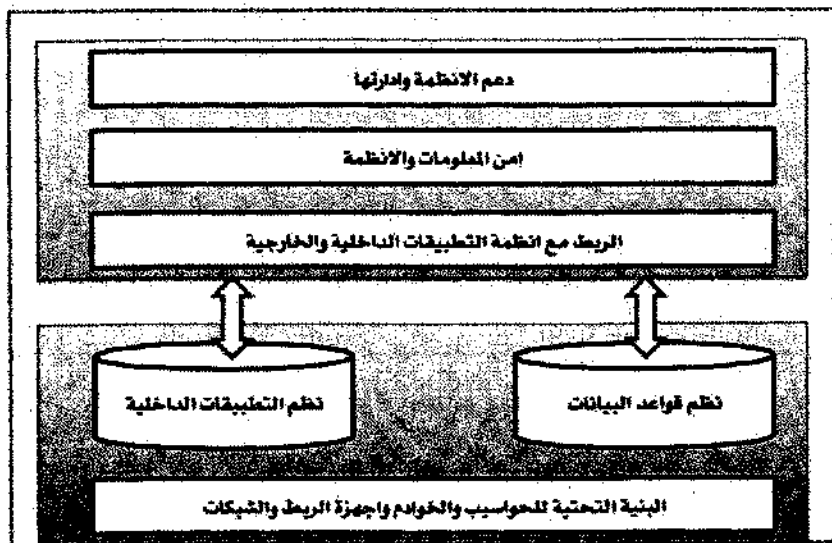 دعم الانظمة وادارتها
امن المعلومات والانظمة
الربط مع انظمة التطبيقات الداخلية والخارجية
نظم قواعد البيانات
نظم التطبيقات الداخلية
البنية التحتية للحواسيب والخوادم واجهزة الربط والشبكات